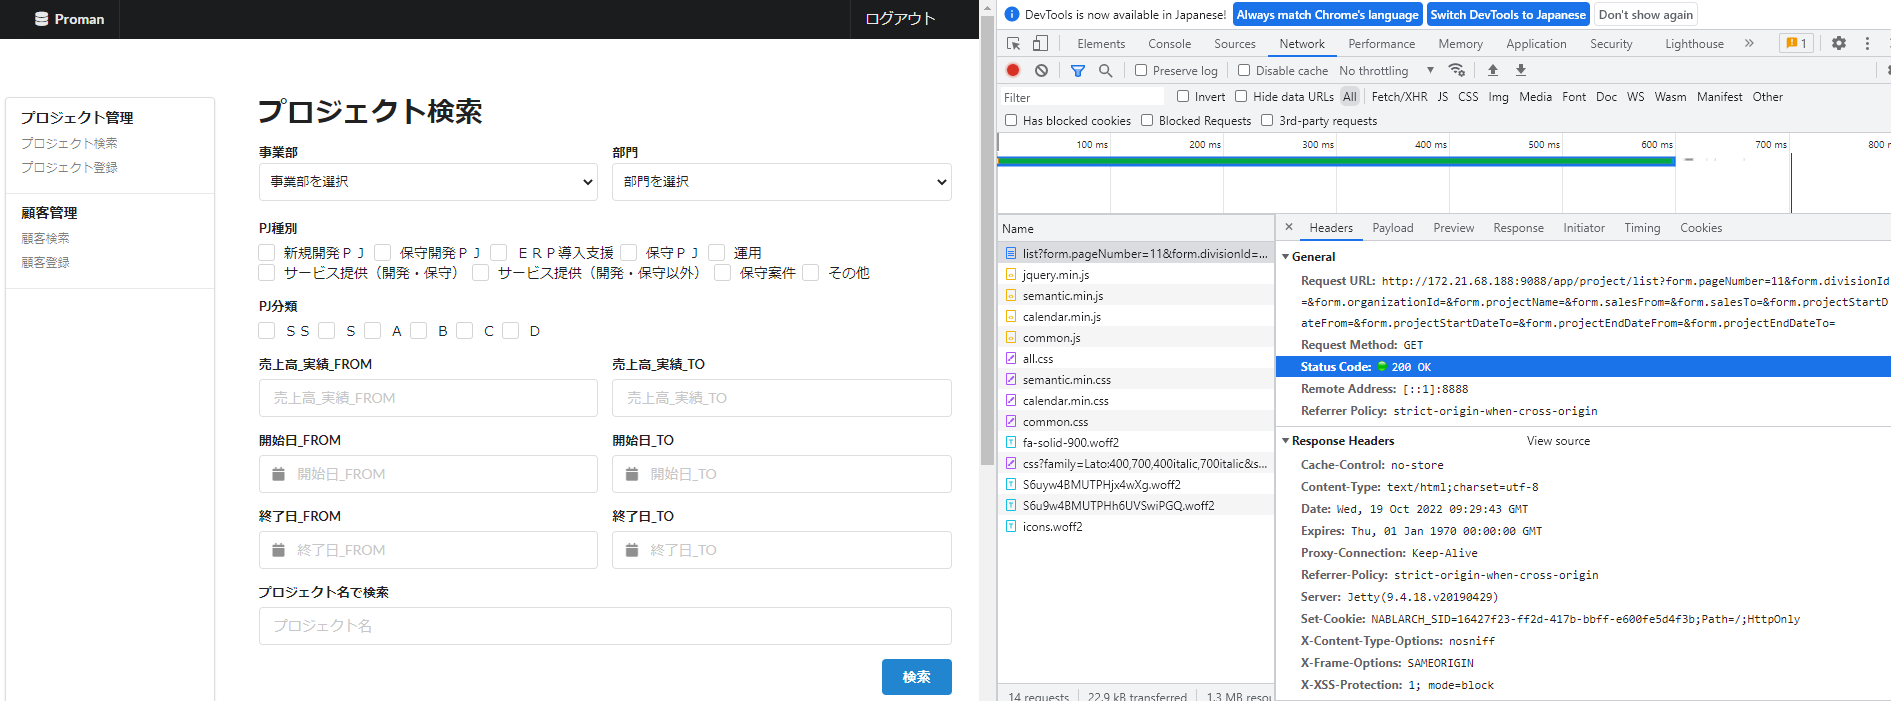 Proman
ログアウト
プロジェクト管理
プロジェクト検索
プロジェクト登録
顧客管理
顧客検索
顧客登録
プロジェクト検索
事業部
部門
事業部を選択
部門を選択
PJ種別
新規開発ＰＪ 保守開発ＰＪ ＥＲＰ導入支援 保守ＰＪ 運用
サービス提供（開発・保守） サービス提供（開発・保守以外） 保守案件 その他
PJ分類
ＳＳ Ｓ Ａ Ｂ Ｃ Ｄ
売上高_実績_FROM
売上高_実績_TO
売上高_実績_FROM
売上高_実績_TO
開始日_FROM
開始日_TO
開始日_FROM
開始日_TO
終了日_FROM
終了日_TO
終了日_FROM
終了日_TO
プロジェクト名で検索
プロジェクト名
検索
DevTools is now available in Japanese! Always match Chrome's language Switch DevTools to Japanese Don't show again
Elements Console Sources Network Performance Memory Application Security Lighthouse » 1
Preserve log Disable cache No throttling
Filter Invert Hide data URLs All Fetch/XHR JS CSS Img Media Font Doc WS Wasm Manifest Other
Has blocked cookies Blocked Requests 3rd-party requests
100 ms 200 ms 300 ms 400 ms 500 ms 600 ms 700 ms
Name
list?form.pageNumber=11&form.divisionId=...
jquery.min.js
semantic.min.js
calendar.min.js
common.js
all.css
semantic.min.css
calendar.min.css
common.css
fa-solid-900.woff2
css?family=Lato:400,700,400italic,700italic&s...
S6uyw4BMUTPHjx4wXg.woff2
S6u9w4BMUTPHh6UVSwiPGQ.woff2
icons.woff2
14 requests 22.9 kB transferred 1.3 MB resou
× Headers Payload Preview Response Initiator Timing Cookies
General
Request URL: http://172.21.68.188:9088/app/project/list?form.pageNumber=11&form.divisionId
=&form.organizationId=&form.projectName=&form.salesFrom=&form.salesTo=&form.projectStartD
ateFrom=&form.projectStartDateTo=&form.projectEndDateFrom=&form.projectEndDateTo=
Request Method: GET
Status Code: 200 OK
Remote Address: [::1]:8888
Referrer Policy: strict-origin-when-cross-origin
Response Headers View source
Cache-Control: no-store
Content-Type: text/html;charset=utf-8
Date: Wed, 19 Oct 2022 09:29:43 GMT
Expires: Thu, 01 Jan 1970 00:00:00 GMT
Proxy-Connection: Keep-Alive
Referrer-Policy: strict-origin-when-cross-origin
Server: Jetty(9.4.18.v20190429)
Set-Cookie: NABLARCH_SID=16427f23-ff2d-417b-bbff-e600fe5d4f3b;Path=/;HttpOnly
X-Content-Type-Options: nosniff
X-Frame-Options: SAMEORIGIN
X-XSS-Protection: 1; mode=block